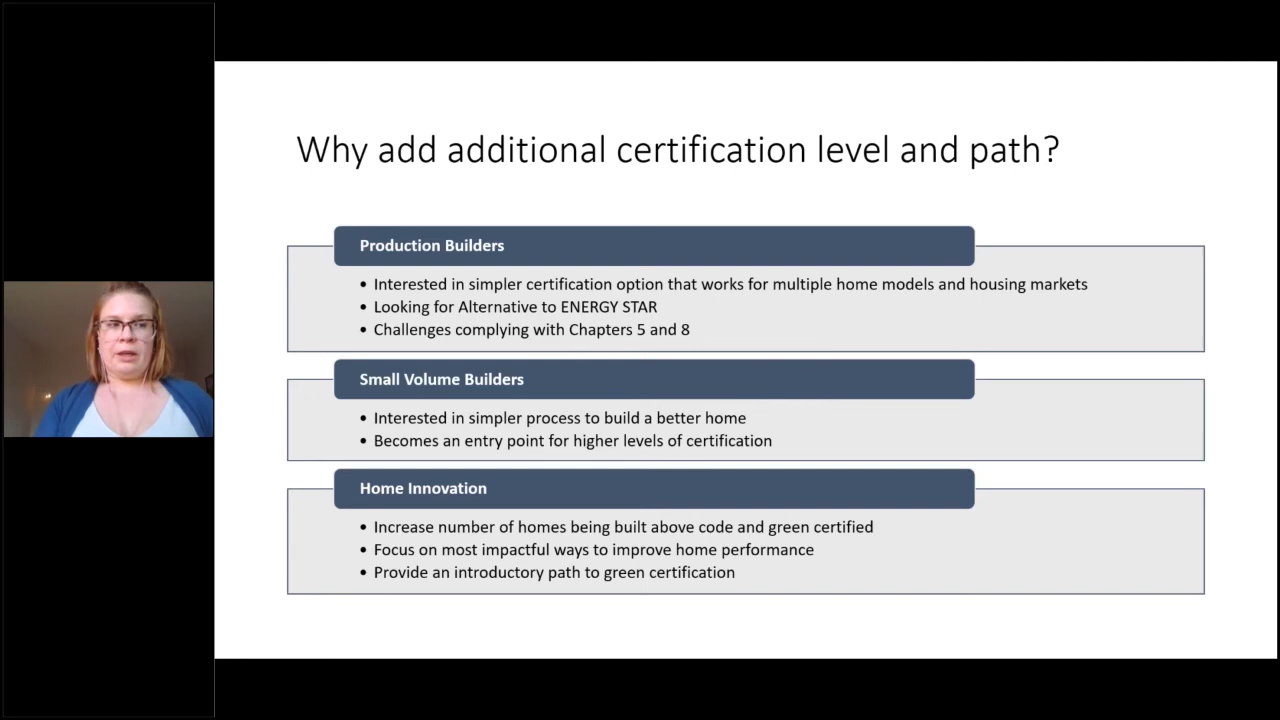 Why add additional certification level and path?
Production Builders
• Interested in simpler certification option that works for multiple home models and housing markets
• Looking for Alternative to ENERGY STAR
• Challenges complying with Chapters 5 and 8
Small Volume Builders
• Interested in simpler process to build a better home
• Becomes an entry point for higher levels of certification
Home Innovation
• Increase number of homes being built above code and green certified
• Focus on most impactful ways to improve home performance
• Provide an introductory path to green certification